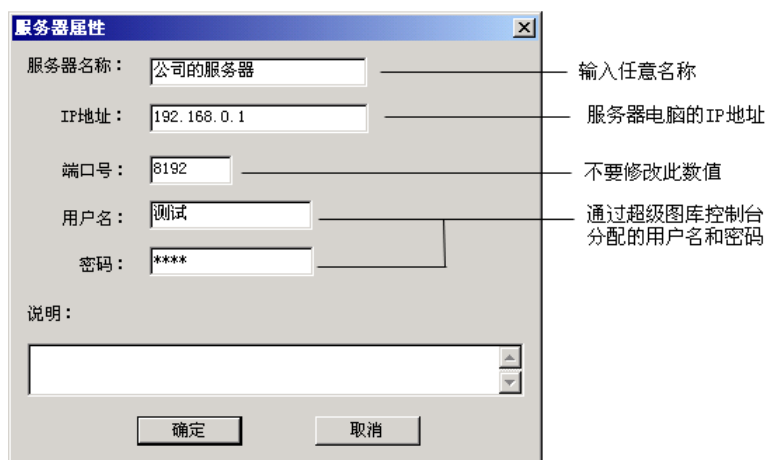 服务器属性
服务器名称：
公司的服务器
输入任意名称
IP地址：
192.168.0.1
服务器电脑的IP地址
端口号：
8192
不要修改此数值
用户名：
测试
通过超级图库控制台
分配的用户名和密码
密码：
****
说明：
确定
取消